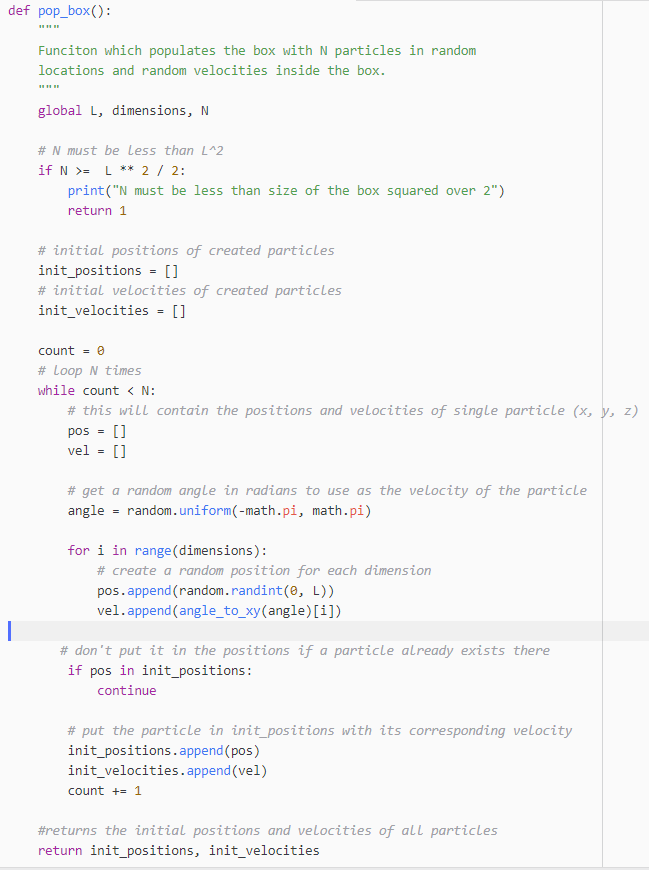 def pop_box():
    """
    Funciton which populates the box with N particles in random
    locations and random velocities inside the box.
    """
    global L, dimensions, N

    # N must be less than L^2
    if N >=  L ** 2 / 2:
        print("N must be less than size of the box squared over 2")
        return 1

    # initial positions of created particles
    init_positions = []
    # initial velocities of created particles
    init_velocities = []

    count = 0
    # loop N times
    while count < N:
        # this will contain the positions and velocities of single particle (x, y, z)
        pos = []
        vel = []

        # get a random angle in radians to use as the velocity of the particle
        angle = random.uniform(-math.pi, math.pi)

        for i in range(dimensions):
            # create a random position for each dimension
            pos.append(random.randint(0, L))
            vel.append(angle_to_xy(angle)[i])

       # don't put it in the positions if a particle already exists there
        if pos in init_positions:
            continue

        # put the particle in init_positions with its corresponding velocity
        init_positions.append(pos)
        init_velocities.append(vel)
        count += 1

    #returns the initial positions and velocities of all particles
    return init_positions, init_velocities